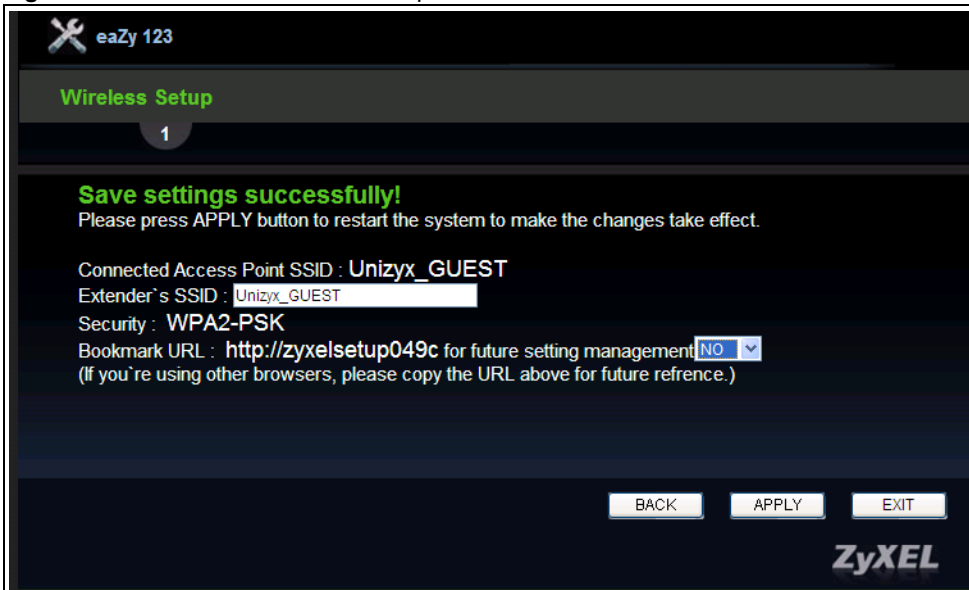 eaZy 123
Wireless Setup
1
Save settings successfully!
Please press APPLY button to restart the system to make the changes take effect.
Connected Access Point SSID : Unizyx_GUEST
Extender`s SSID : Unizyx_GUEST
Security : WPA2-PSK
Bookmark URL : http://zyxelsetup049c for future setting management NO
(If you`re using other browsers, please copy the URL above for future refrence.)
BACK APPLY EXIT
ZyXEL